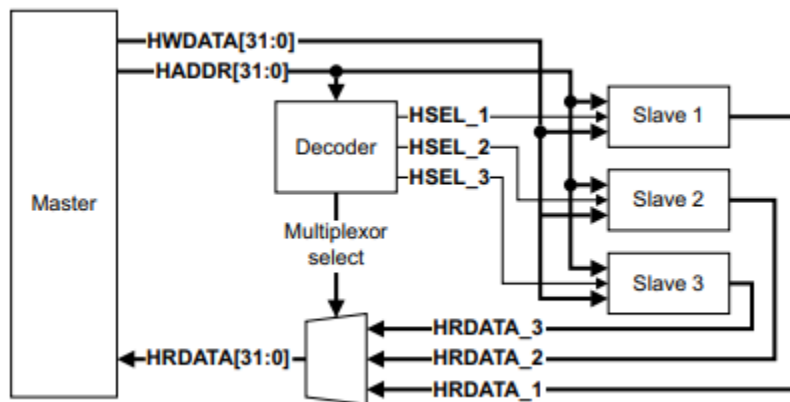 HWDATA[31:0]
HADDR[31:0]
HSEL_1
Slave 1
Decoder
HSEL_2
HSEL_3
Master
Slave 2
Multiplexor
select
Slave 3
HRDATA_3
HRDATA[31:0]
HRDATA_2
HRDATA_1